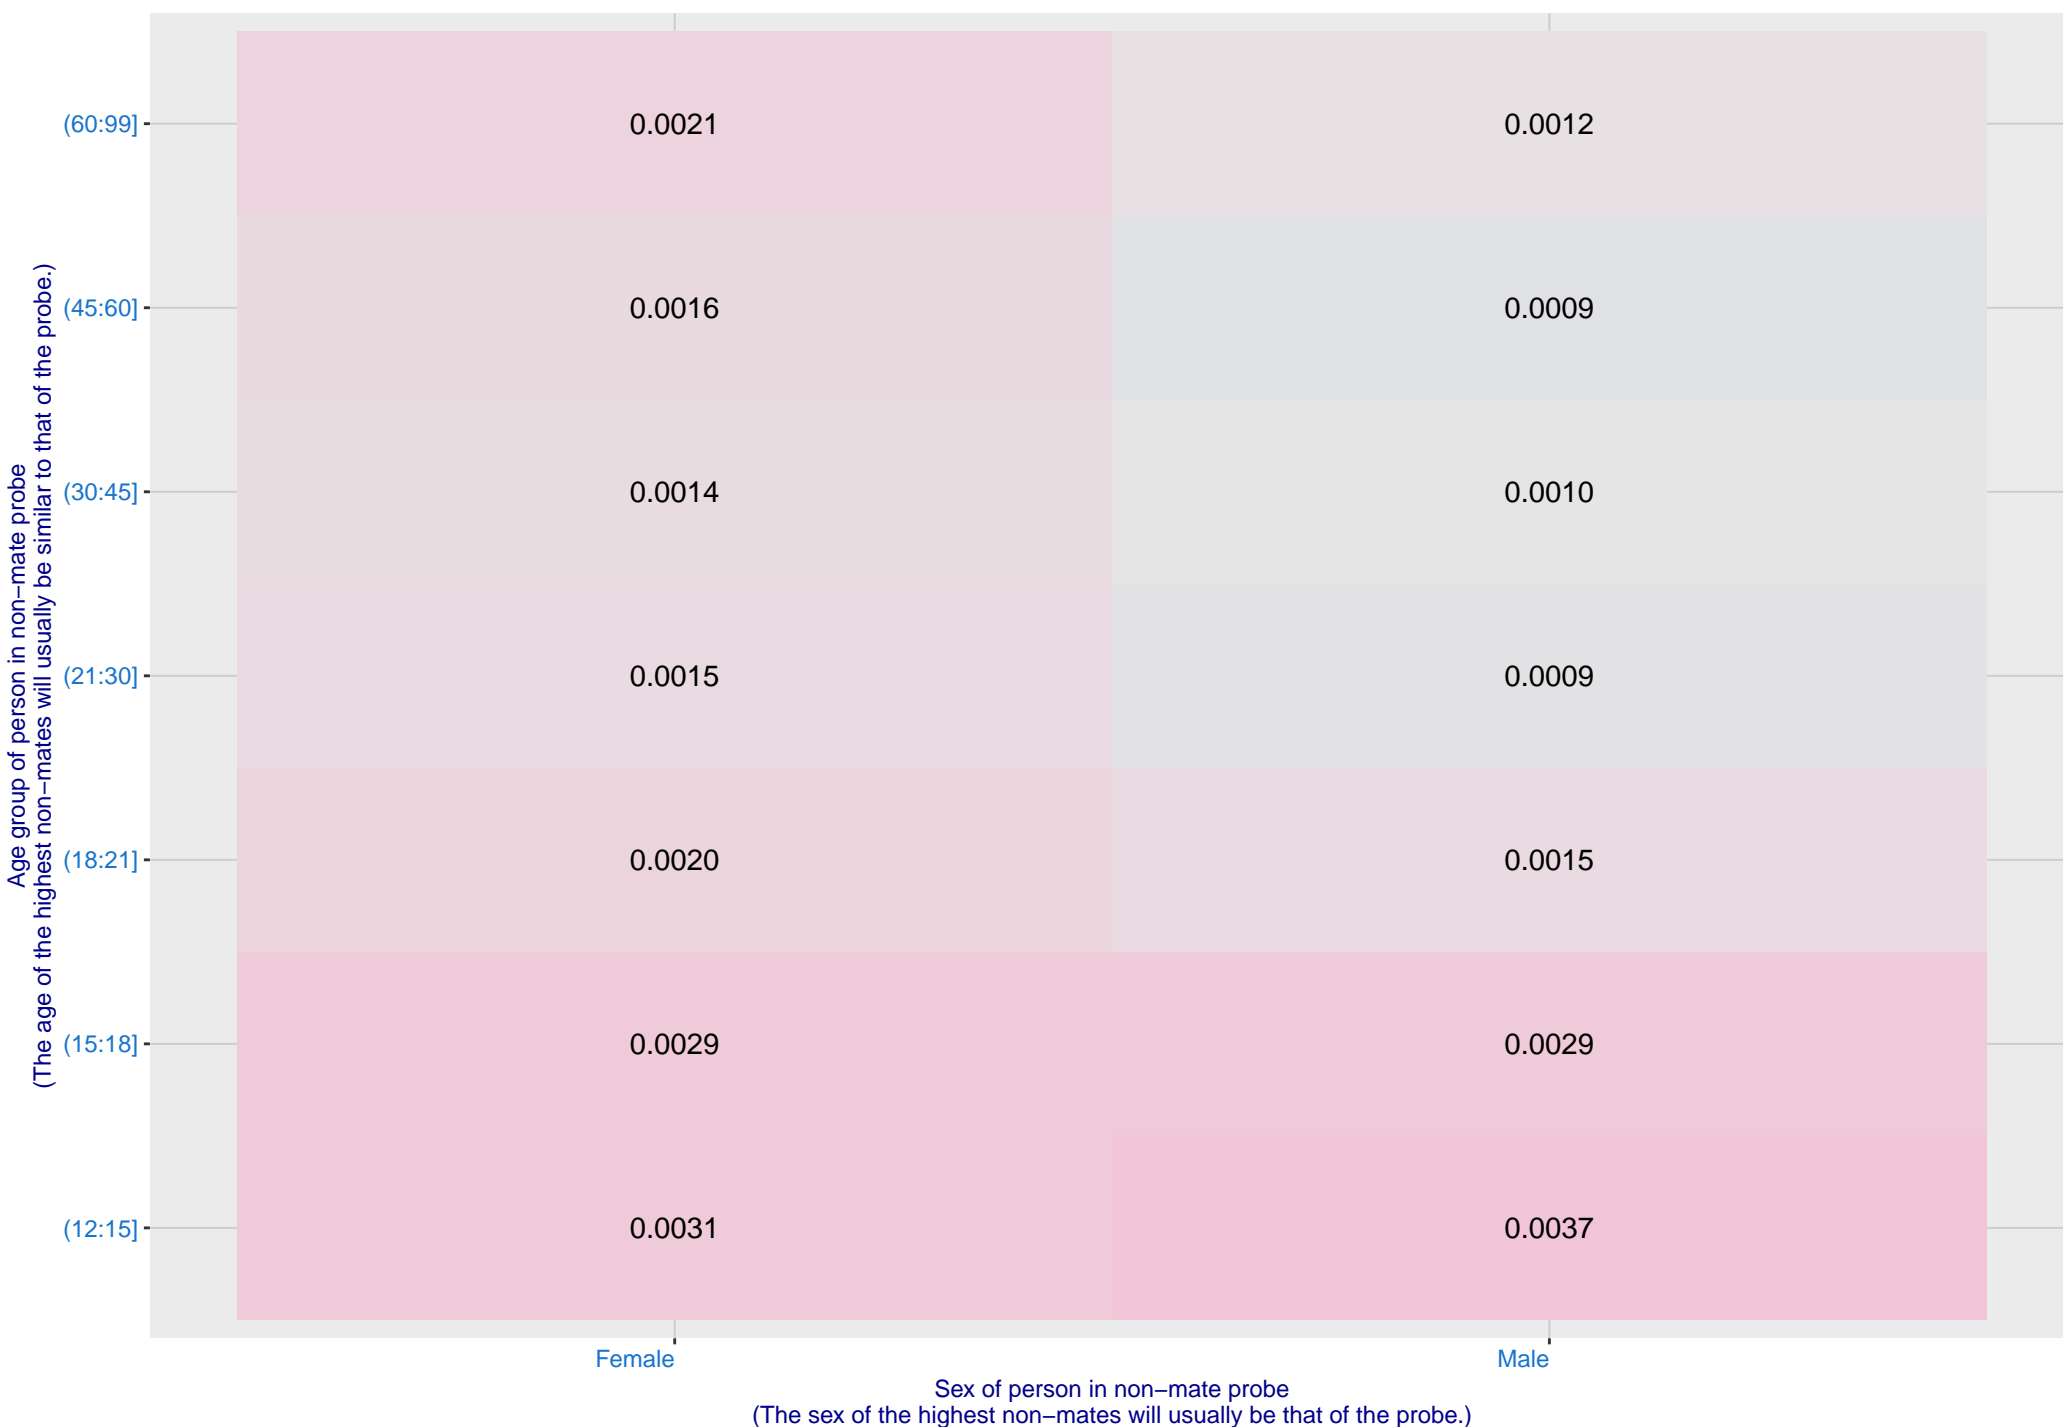 Age group of person in non−mate probe
(The age of the highest non−mates will usually be similar to that of the probe.)
(60:99] 0.0021 0.0012
(45:60] 0.0016 0.0009
(30:45] 0.0014 0.0010
(21:30] 0.0015 0.0009
(18:21] 0.0020 0.0015
(15:18] 0.0029 0.0029
(12:15] 0.0031 0.0037
Female Male
Sex of person in non−mate probe
(The sex of the highest non−mates will usually be that of the probe.)